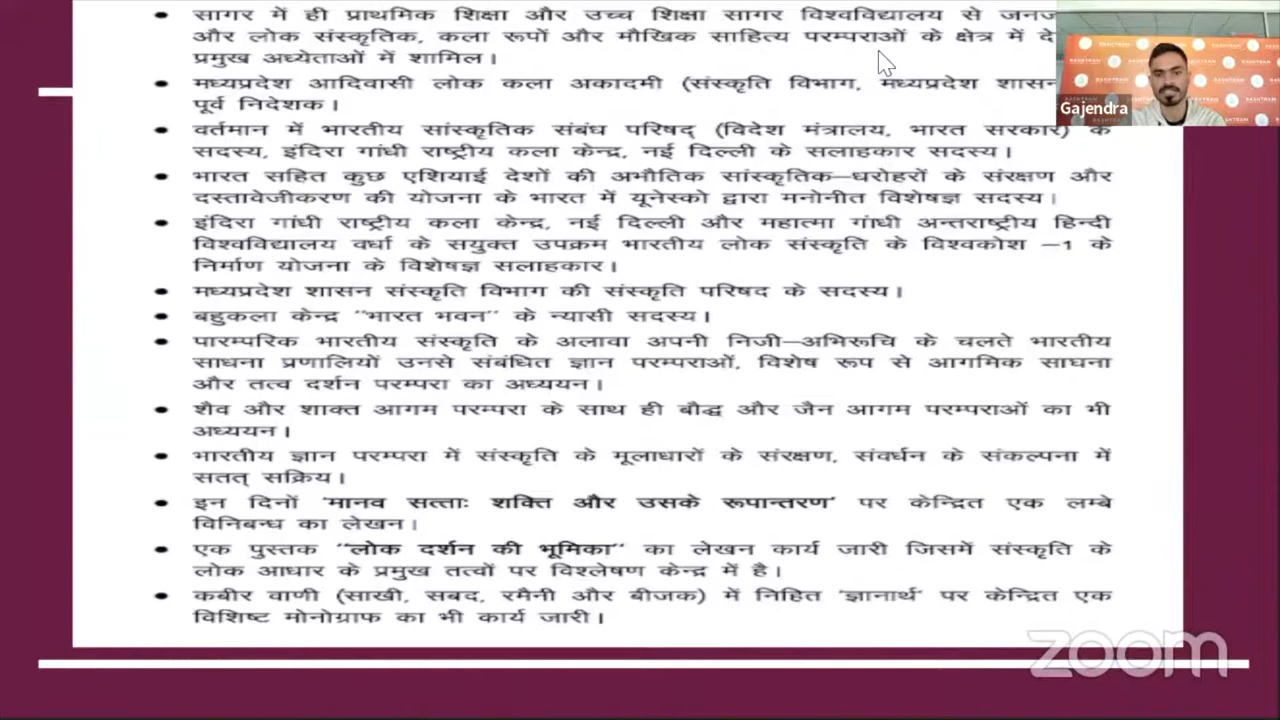 सागर में ही प्राथमिक शिक्षा और उच्च शिक्षा सागर विश्वविद्यालय से
और लोक संस्कृतिक, कला रूपों और मौखिक साहित्य परम्पराओं के क्षेत्र में
प्रमुख अध्येताओं में शामिल।
मध्यप्रदेश आदिवासी लोक कला अकादमी (संस्कृति विभाग, मध्यप्रदेश शासन
पूर्व निदेशक।
वर्तमान में भारतीय सांस्कृतिक संबंध परिषद् (विदेश मंत्रालय, भारत सरकार) के
सदस्य, इंदिरा गांधी राष्ट्रीय कला केन्द्र, नई दिल्ली के सलाहकार सदस्य।
भारत सहित कुछ एशियाई देशों की अभौतिक सांस्कृतिक–धरोहरों के संरक्षण और
दस्तावेजीकरण की योजना के भारत में यूनेस्को द्वारा मनोनीत विशेषज्ञ सदस्य।
इंदिरा गांधी राष्ट्रीय कला केन्द्र, नई दिल्ली और महात्मा गांधी अन्तराष्ट्रीय हिन्दी
विश्वविद्यालय वर्धा के सयुक्त उपक्रम भारतीय लोक संस्कृति के विश्वकोश –1 के
निर्माण योजना के विशेषज्ञ सलाहकार।
मध्यप्रदेश शासन संस्कृति विभाग की संस्कृति परिषद के सदस्य।
बहुकला केन्द्र "भारत भवन" के न्यासी सदस्य।
पारम्परिक भारतीय संस्कृति के अलावा अपनी निजी–अभिरूचि के चलते भारतीय
साधना प्रणालियों उनसे संबंधित ज्ञान परम्पराओं, विशेष रूप से आगमिक साघना
और तत्व दर्शन परम्परा का अध्ययन।
शैव और शाक्त आगम परम्परा के साथ ही बौद्ध और जैन आगम परम्पराओं का भी
अध्ययन।
भारतीय ज्ञान परम्परा में संस्कृति के मूलाधारों के संरक्षण, संवर्धन के संकल्पना में
सतत् सक्रिय।
इन दिनों 'मानव सत्ताः शक्ति और उसके रूपान्तरण' पर केन्द्रित एक लम्बे
विनिबन्ध का लेखन।
एक पुस्तक "लोक दर्शन की भूमिका" का लेखन कार्य जारी जिसमें संस्कृति के
लोक आधार के प्रमुख तत्वों पर विश्लेषण केन्द्र में है।
कबीर वाणी (साखी, सबद, रमैनी और बीजक) में निहित 'ज्ञानार्थ' पर केन्द्रित एक
विशिष्ट मोनोग्राफ का भी कार्य जारी।
Gajendra
zoom